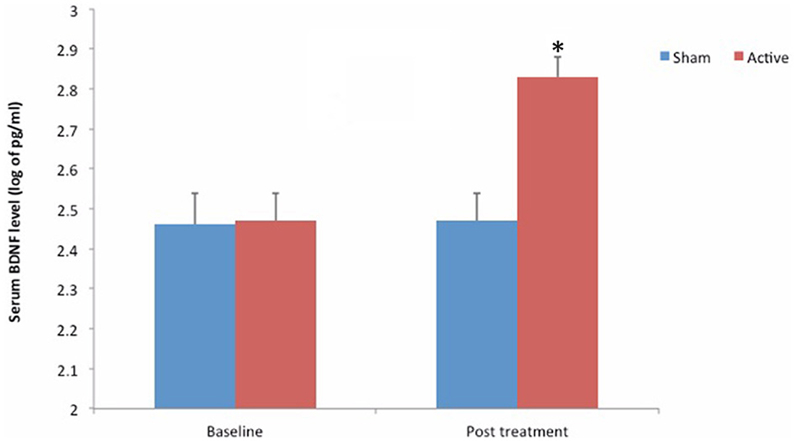 Serum BDNF level (log of pg/ml)
3
2.9
2.8
2.7
2.6
2.5
2.4
2.3
2.2
2.1
2
*
Sham
Active
Baseline
Post treatment